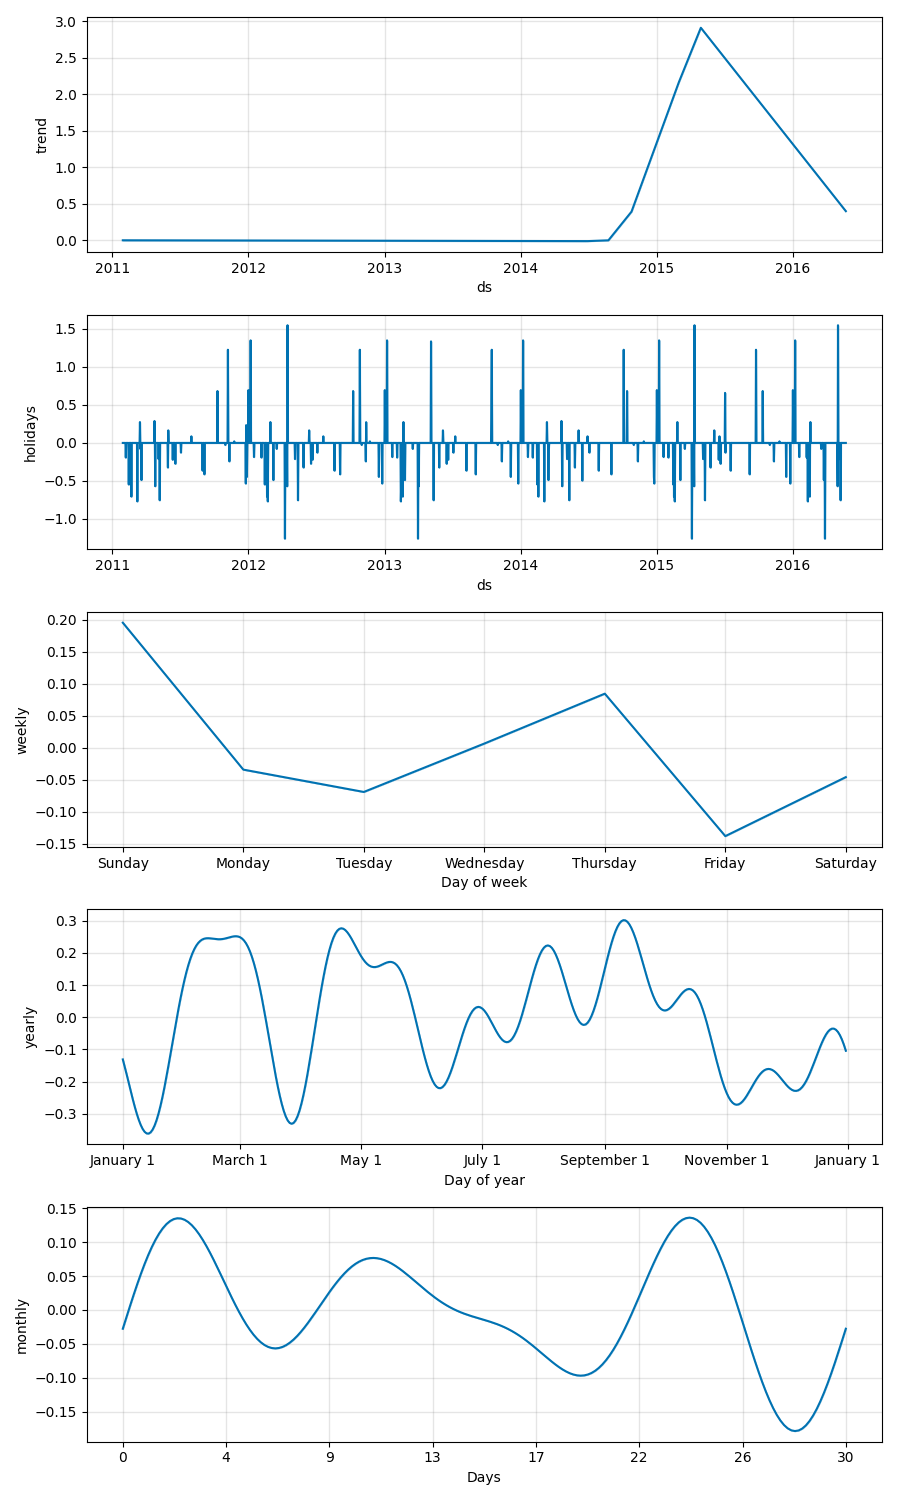 3.0
2.5
2.0
1.5
1.0
0.5
0.0
trend
2011 2012 2013 2014 2015 2016
ds
1.5
1.0
0.5
0.0
−0.5
−1.0
holidays
2011 2012 2013 2014 2015 2016
ds
0.20
0.15
0.10
0.05
0.00
−0.05
−0.10
−0.15
weekly
Sunday Monday Tuesday Wednesday Thursday Friday Saturday
Day of week
0.3
0.2
0.1
0.0
−0.1
−0.2
−0.3
yearly
January 1 March 1 May 1 July 1 September 1 November 1 January 1
Day of year
0.15
0.10
0.05
0.00
−0.05
−0.10
−0.15
monthly
0 4 9 13 17 22 26 30
Days